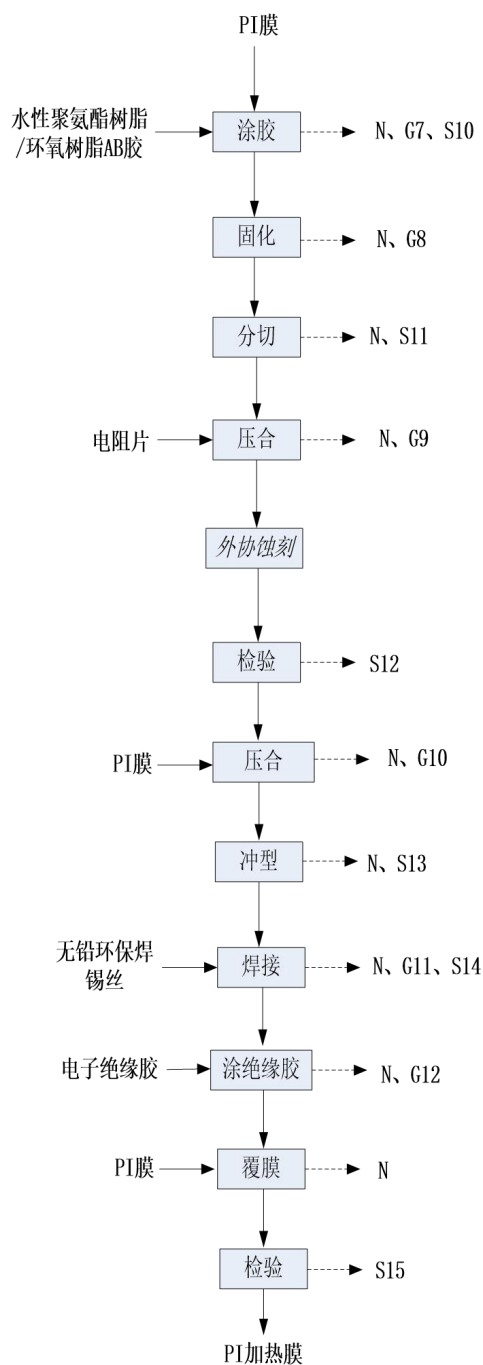 PI膜
水性聚氨酯树脂
/环氧树脂AB胶
涂胶
N、G7、S10
固化
N、G8
分切
N、S11
电阻片
压合
N、G9
外协蚀刻
检验
S12
PI膜
压合
N、G10
冲型
N、S13
无铅环保焊
锡丝
焊接
N、G11、S14
电子绝缘胶
涂绝缘胶
N、G12
PI膜
覆膜
N
检验
S15
PI加热膜